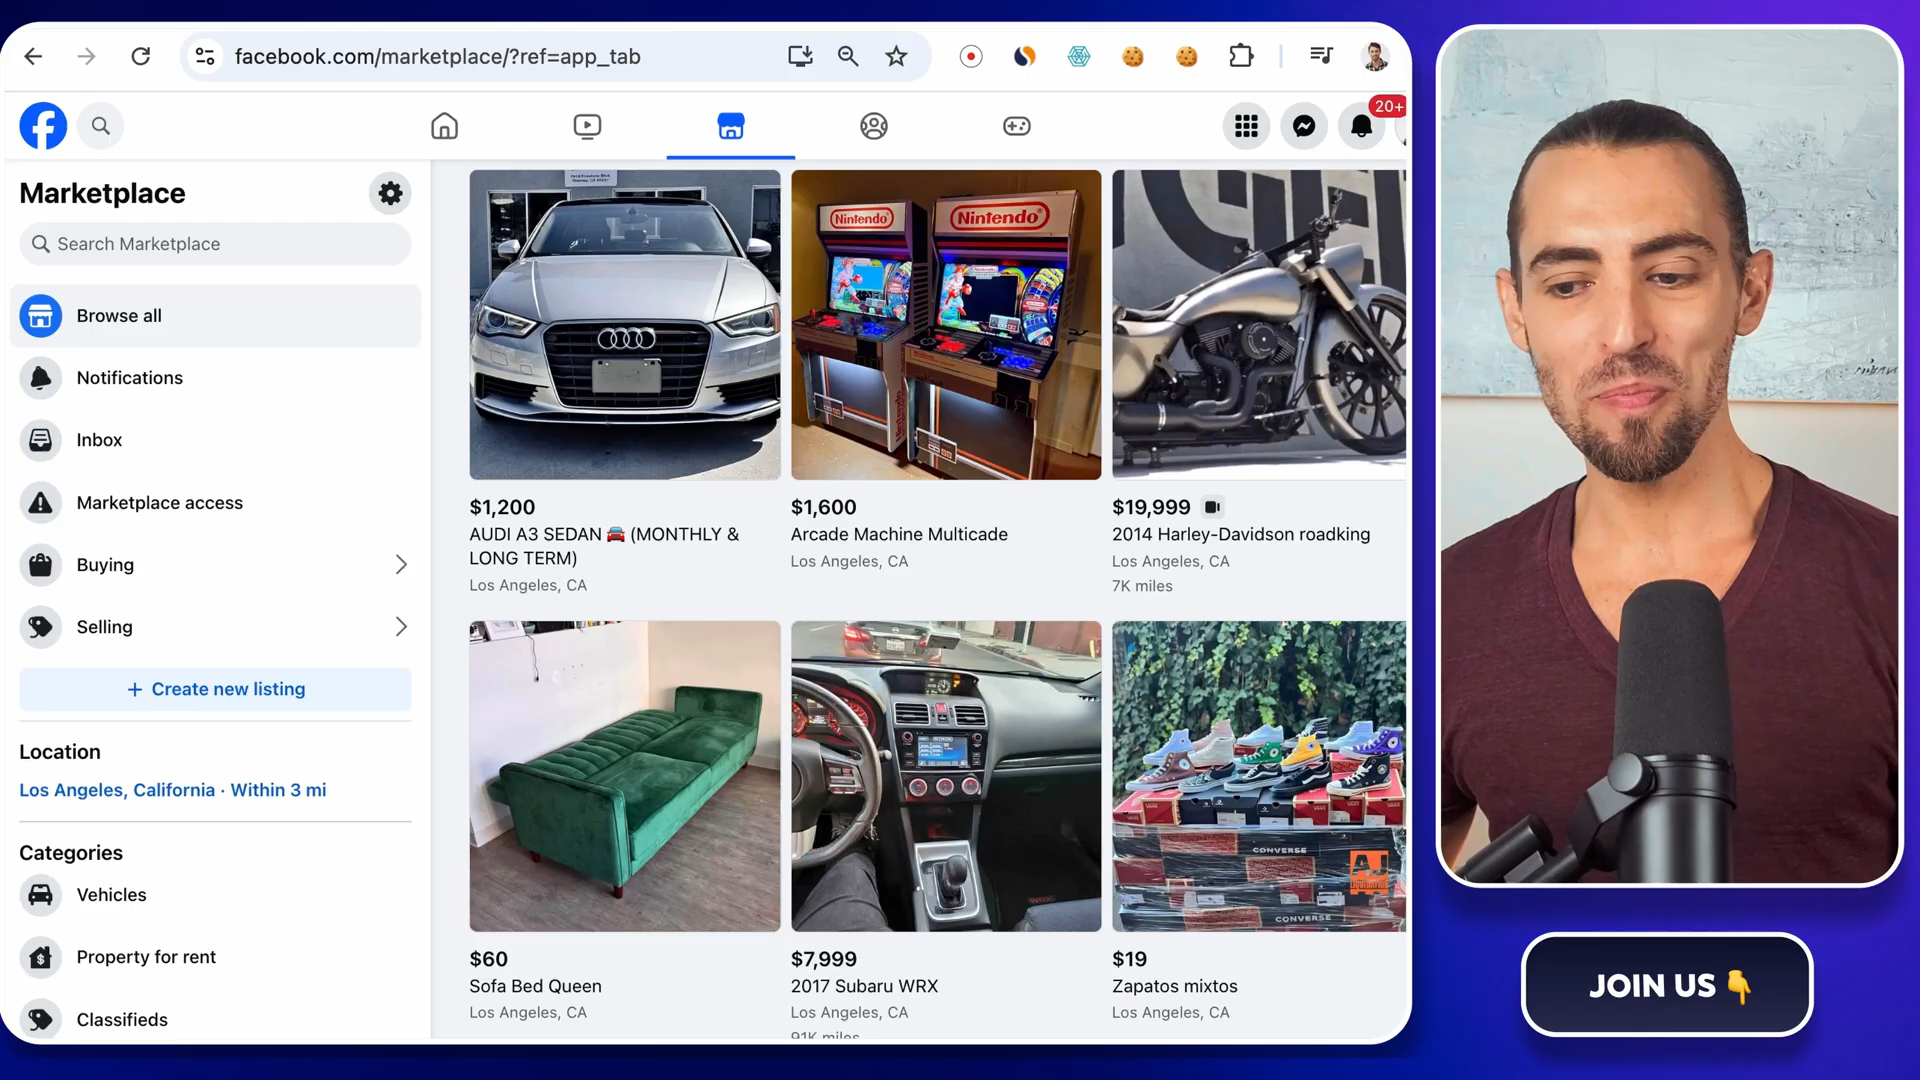 facebook.com/marketplace/?ref=app_tab
20+
Marketplace
Search Marketplace
Browse all
Notifications
Inbox
Marketplace access
Buying
Selling
+ Create new listing
Location
Los Angeles, California · Within 3 mi
Categories
Vehicles
Property for rent
Classifieds
Nintendo
Nintendo
$1,200
AUDI A3 SEDAN 🚘 (MONTHLY &
LONG TERM)
Los Angeles, CA
$1,600
Arcade Machine Multicade
Los Angeles, CA
$19,999
2014 Harley-Davidson roadking
Los Angeles, CA
7K miles
CONVERSE
AJ
CONVERSE
$60
Sofa Bed Queen
Los Angeles, CA
$7,999
2017 Subaru WRX
Los Angeles, CA
91K miles
$19
Zapatos mixtos
Los Angeles, CA
JOIN US 👇